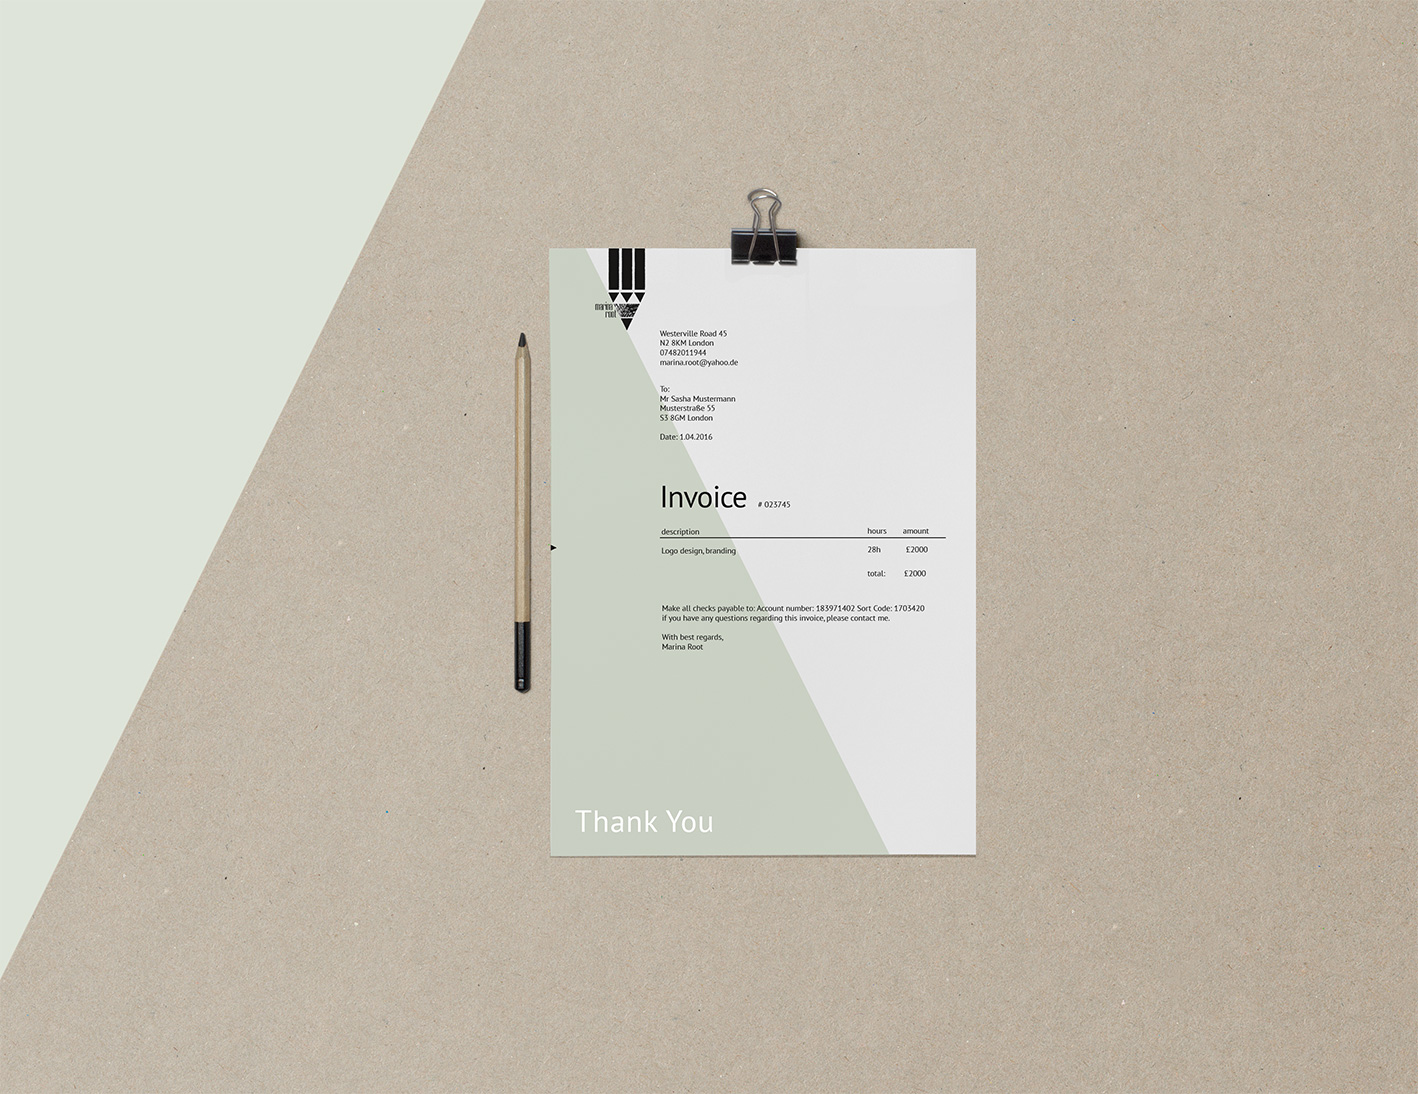 marina
root
Westerville Road 45
N2 8KM London
07482011944
marina.root@yahoo.de
To:
Mr Sasha Mustermann
Musterstraße 55
S3 8GM London
Date: 1.04.2016
Invoice # 023745
description hours amount
Logo design, branding 28h £2000
total: £2000
Make all checks payable to: Account number: 183971402 Sort Code: 1703420
if you have any questions regarding this invoice, please contact me.
With best regards,
Marina Root
Thank You